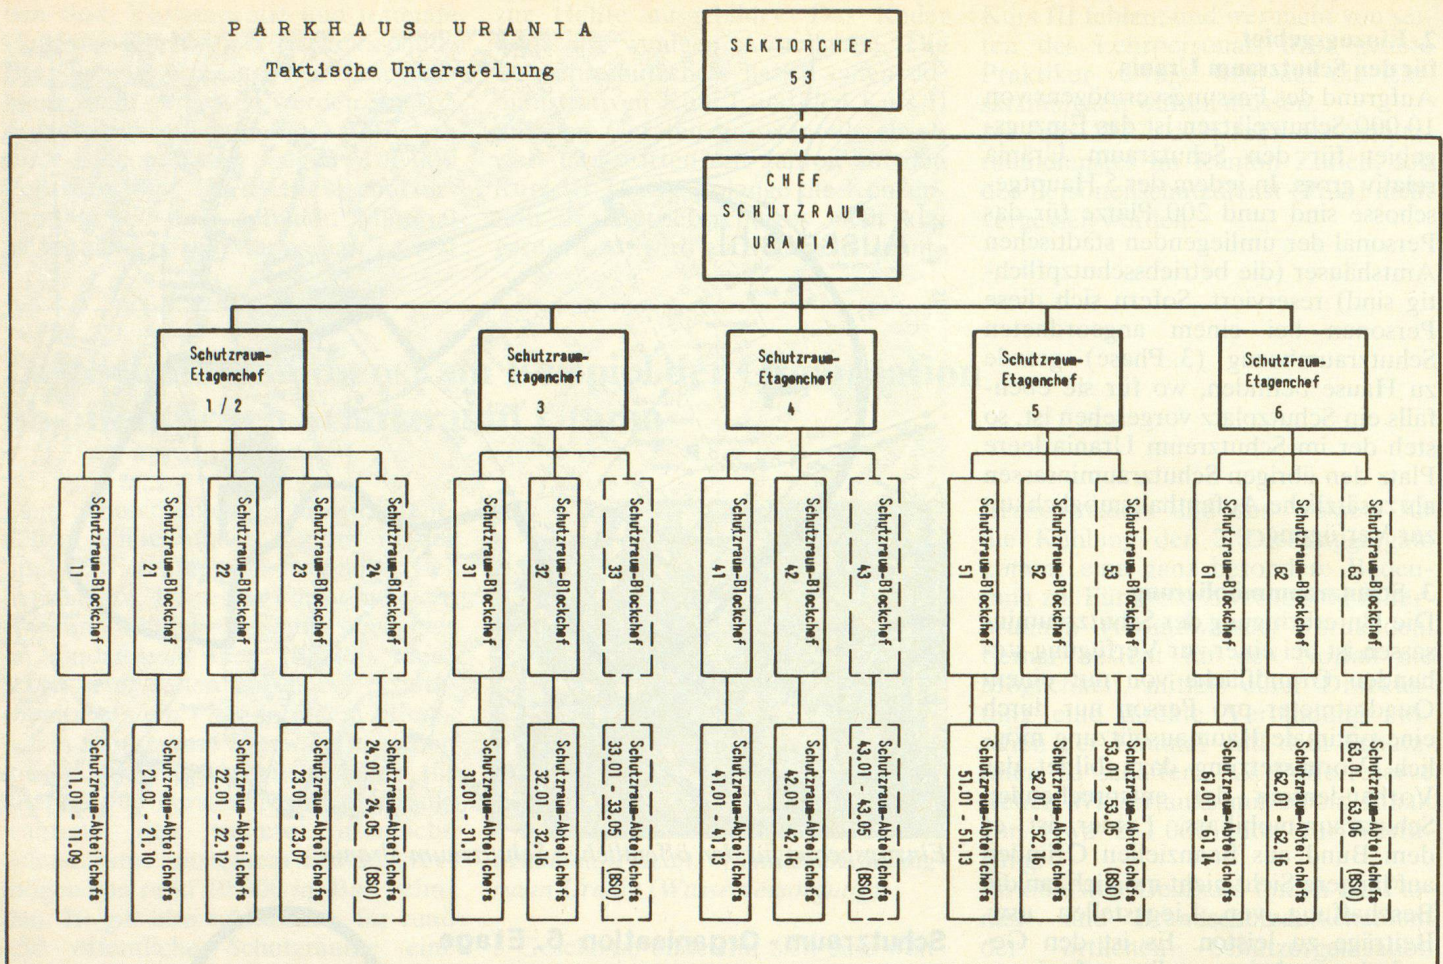 PARKHAUS URANIA
Taktische Unterstellung
SEKTORCHEF
53
CHEF
SCHUTZRAUM
URANIA
Schutzraum-
Etagenchef
1/2
Schutzraum-
Etagenchef
3
Schutzraum-
Etagenchef
4
Schutzraum-
Etagenchef
5
Schutzraum-
Etagenchef
6
Schutzraum-Blockchef
11
Schutzraum-Blockchef
21
Schutzraum-Blockchef
22
Schutzraum-Blockchef
23
Schutzraum-Blockchef
24
Schutzraum-Blockchef
31
Schutzraum-Blockchef
32
Schutzraum-Blockchef
33
Schutzraum-Blockchef
41
Schutzraum-Blockchef
42
Schutzraum-Blockchef
43
Schutzraum-Blockchef
51
Schutzraum-Blockchef
52
Schutzraum-Blockchef
53
Schutzraum-Blockchef
61
Schutzraum-Blockchef
62
Schutzraum-Blockchef
63
Schutzraum-Abteilchefs
11.01 - 11.09
Schutzraum-Abteilchefs
21.01 - 21.10
Schutzraum-Abteilchefs
22.01 - 22.12
Schutzraum-Abteilchefs
23.01 - 23.07
Schutzraum-Abteilchefs
24.01 - 24.05 (BSO)
Schutzraum-Abteilchefs
31.01 - 31.11
Schutzraum-Abteilchefs
32.01 - 32.16
Schutzraum-Abteilchefs
33.01 - 33.05 (BSO)
Schutzraum-Abteilchefs
41.01 - 41.13
Schutzraum-Abteilchefs
42.01 - 42.16
Schutzraum-Abteilchefs
43.01 - 43.05 (BSO)
Schutzraum-Abteilchefs
51.01 - 51.13
Schutzraum-Abteilchefs
52.01 - 52.16
Schutzraum-Abteilchefs
53.01 - 53.05 (BSO)
Schutzraum-Abteilchefs
61.01 - 61.14
Schutzraum-Abteilchefs
62.01 - 62.16
Schutzraum-Abteilchefs
63.01 - 63.06 (BSO)